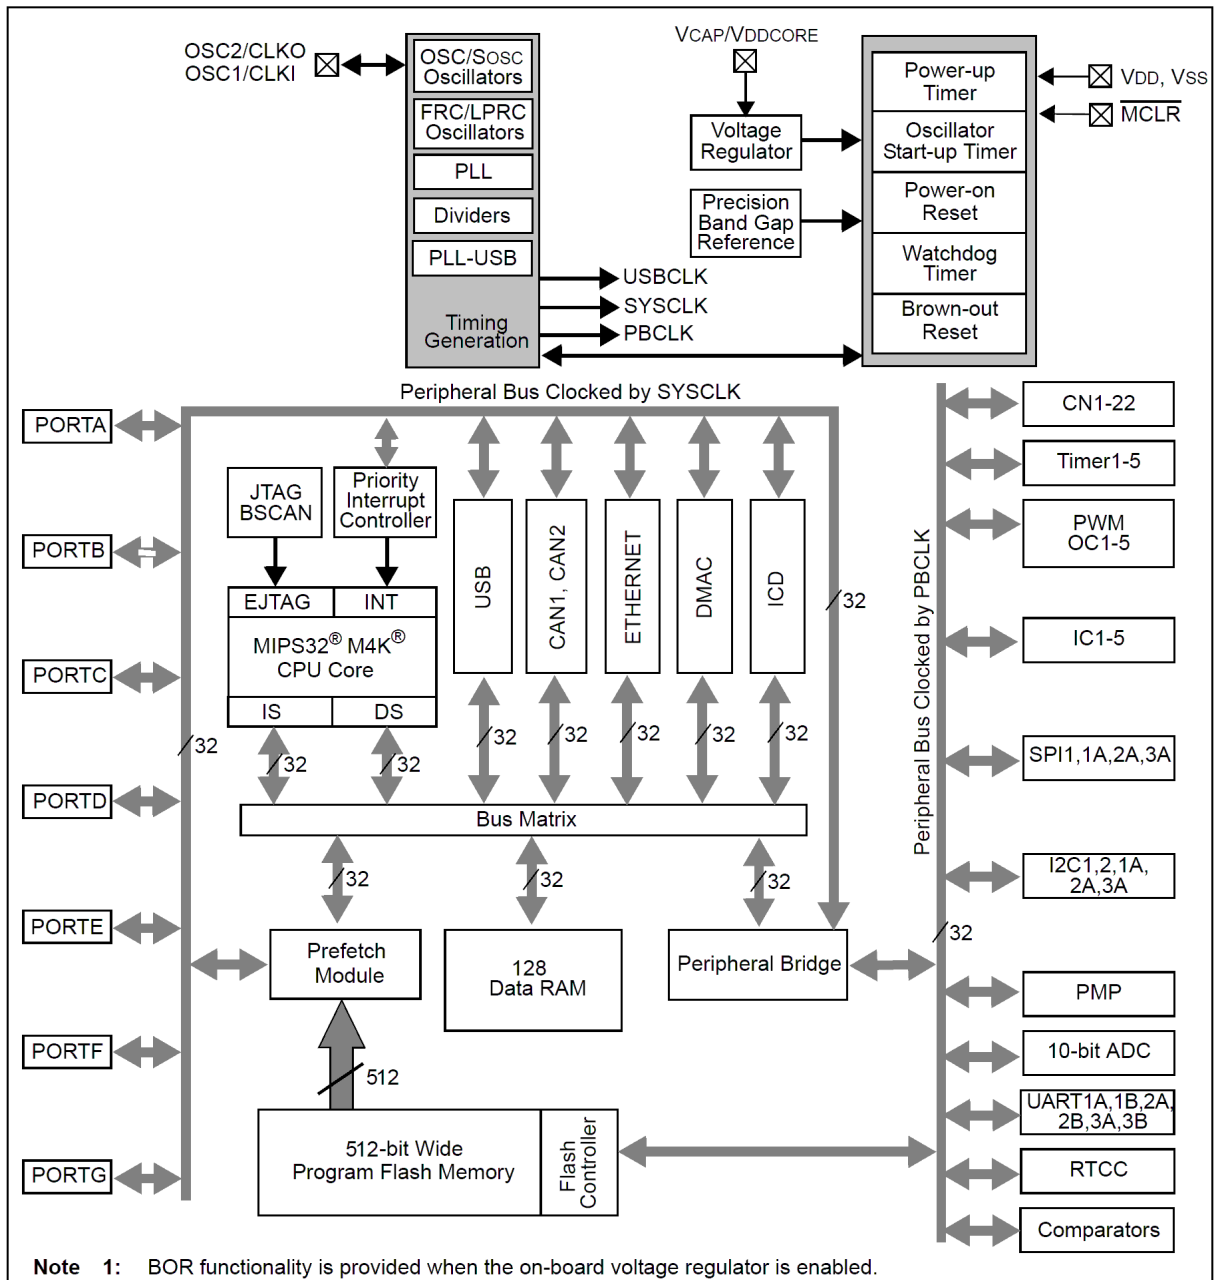 OSC2/CLKO
OSC1/CLKI
OSC/SOSC
Oscillators
FRC/LPRC
Oscillators
PLL
Dividers
PLL-USB
Timing
Generation
USBCLK
SYSCLK
PBCLK
VCAP/VDDCORE
Voltage
Regulator
Precision
Band Gap
Reference
Power-up
Timer
Oscillator
Start-up Timer
Power-on
Reset
Watchdog
Timer
Brown-out
Reset
VDD, VSS
MCLR
Peripheral Bus Clocked by SYSCLK
PORTA
PORTB
PORTC
PORTD
PORTE
PORTF
PORTG
32
JTAG
BSCAN
Priority
Interrupt
Controller
EJTAG
INT
MIPS32® M4K®
CPU Core
IS
DS
32
32
USB
CAN1, CAN2
ETHERNET
DMAC
ICD
32
32
32
32
32
32
Bus Matrix
32
32
32
Prefetch
Module
128
Data RAM
Peripheral Bridge
512
512-bit Wide
Program Flash Memory
Flash
Controller
Peripheral Bus Clocked by PBCLK
32
CN1-22
Timer1-5
PWM
OC1-5
IC1-5
SPI1,1A,2A,3A
I2C1,2,1A,
2A,3A
PMP
10-bit ADC
UART1A,1B,2A,
2B,3A,3B
RTCC
Comparators
Note 1: BOR functionality is provided when the on-board voltage regulator is enabled.